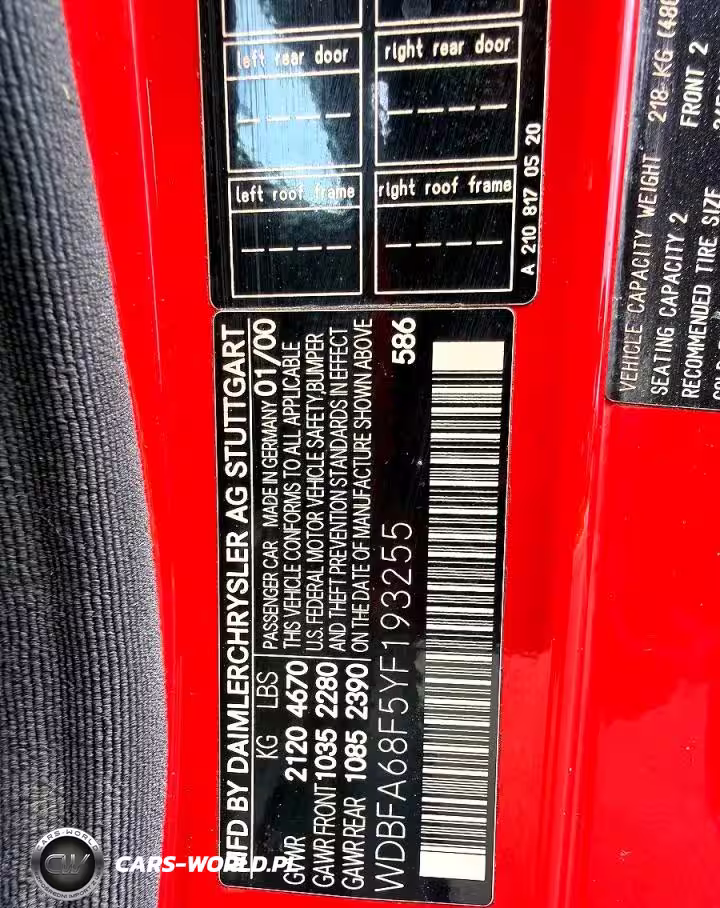 left rear door
right rear door
left roof frame
right roof frame
A 210 817 05 20
MFD BY DAIMLERCHRYSLER AG STUTTGART
KG LBS PASSENGER CAR MADE IN GERMANY 01/00
GVWR 2120 4670 THIS VEHICLE CONFORMS TO ALL APPLICABLE
U.S. FEDERAL MOTOR VEHICLE SAFETY, BUMPER
GAWR FRONT 1035 2280 AND THEFT PREVENTION STANDARDS IN EFFECT
GAWR REAR 1085 2390 ON THE DATE OF MANUFACTURE SHOWN ABOVE
WDBFA68F5YF193255 586
VEHICLE CAPACITY WEIGHT 218 KG (480
SEATING CAPACITY 2 FRONT 2
RECOMMENDED TIRE SIZE
CARS-WORLD
CW
CARS-WORLD.PL